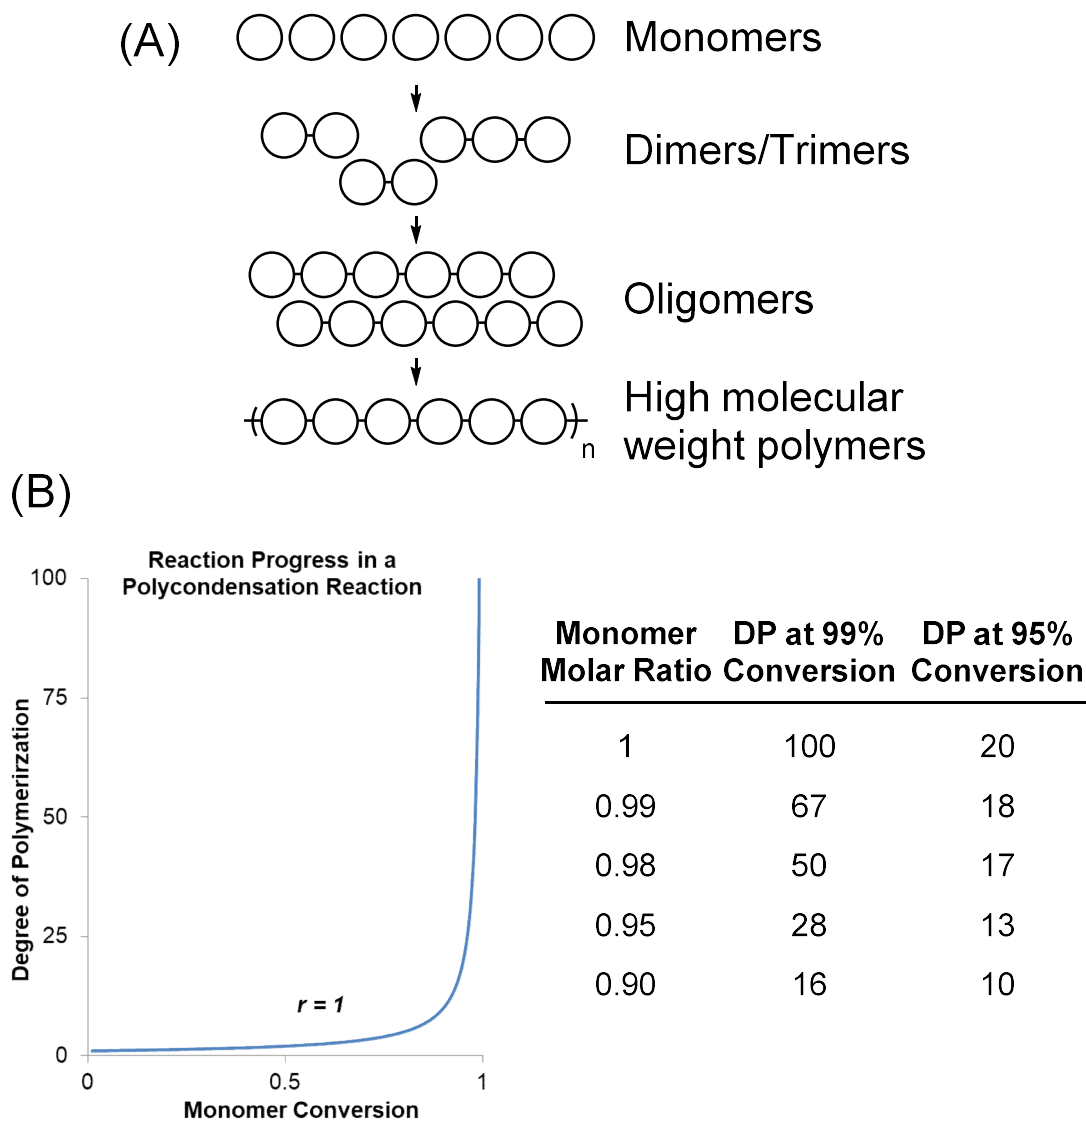 (A)
Monomers
Dimers/Trimers
Oligomers
High molecular
weight polymers
n
(B)
Reaction Progress in a
Polycondensation Reaction
Degree of Polymerirzation
100
75
50
25
0
r = 1
0 0.5 1
Monomer Conversion
Monomer DP at 99% DP at 95%
Molar Ratio Conversion Conversion
1 100 20
0.99 67 18
0.98 50 17
0.95 28 13
0.90 16 10